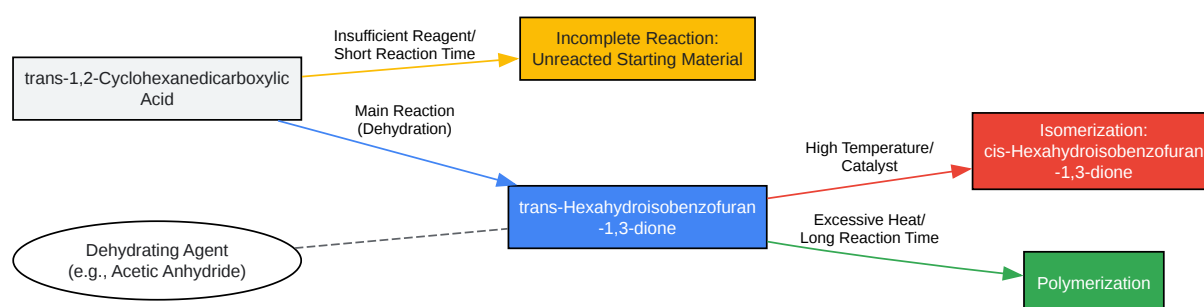 Insufficient Reagent/
Short Reaction Time
Incomplete Reaction:
Unreacted Starting Material
trans-1,2-Cyclohexanedicarboxylic
Acid
Main Reaction
(Dehydration)
High Temperature/
Catalyst
Isomerization:
cis-Hexahydroisobenzofuran
-1,3-dione
trans-Hexahydroisobenzofuran
-1,3-dione
Excessive Heat/
Long Reaction Time
Dehydrating Agent
(e.g., Acetic Anhydride)
Polymerization